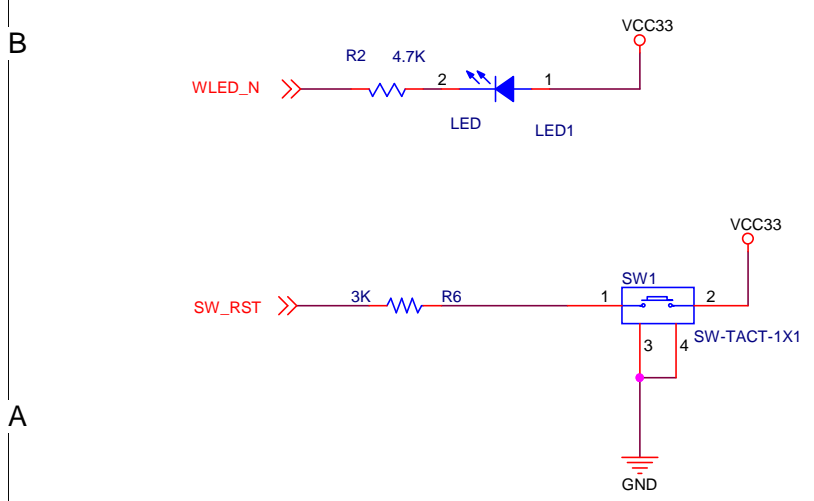 B
VCC33
R2 4.7K
WLED_N
2 1
LED
LED1
VCC33
SW1
SW_RST
3K R6
1 2
SW-TACT-1X1
3 4
A
GND